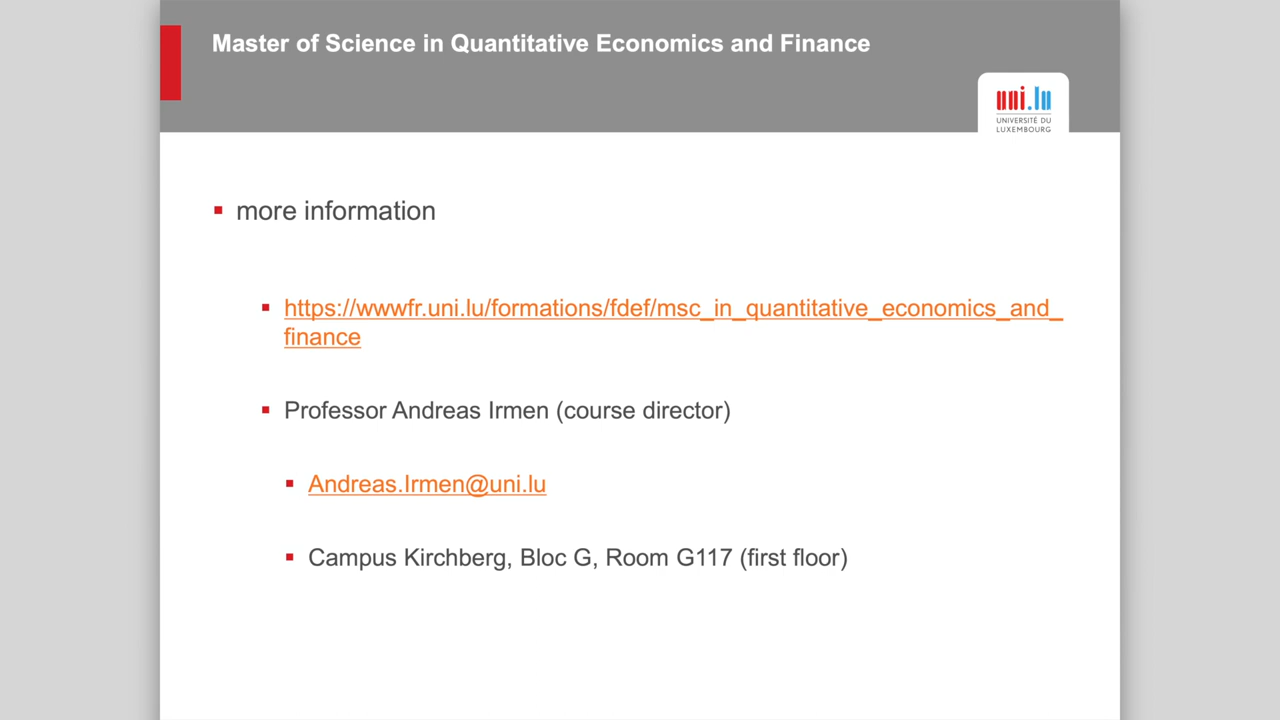 Master of Science in Quantitative Economics and Finance
uni.lu
UNIVERSITÉ DU
LUXEMBOURG
more information
https://wwwfr.uni.lu/formations/fdef/msc_in_quantitative_economics_and_
finance
Professor Andreas Irmen (course director)
Andreas.Irmen@uni.lu
Campus Kirchberg, Bloc G, Room G117 (first floor)